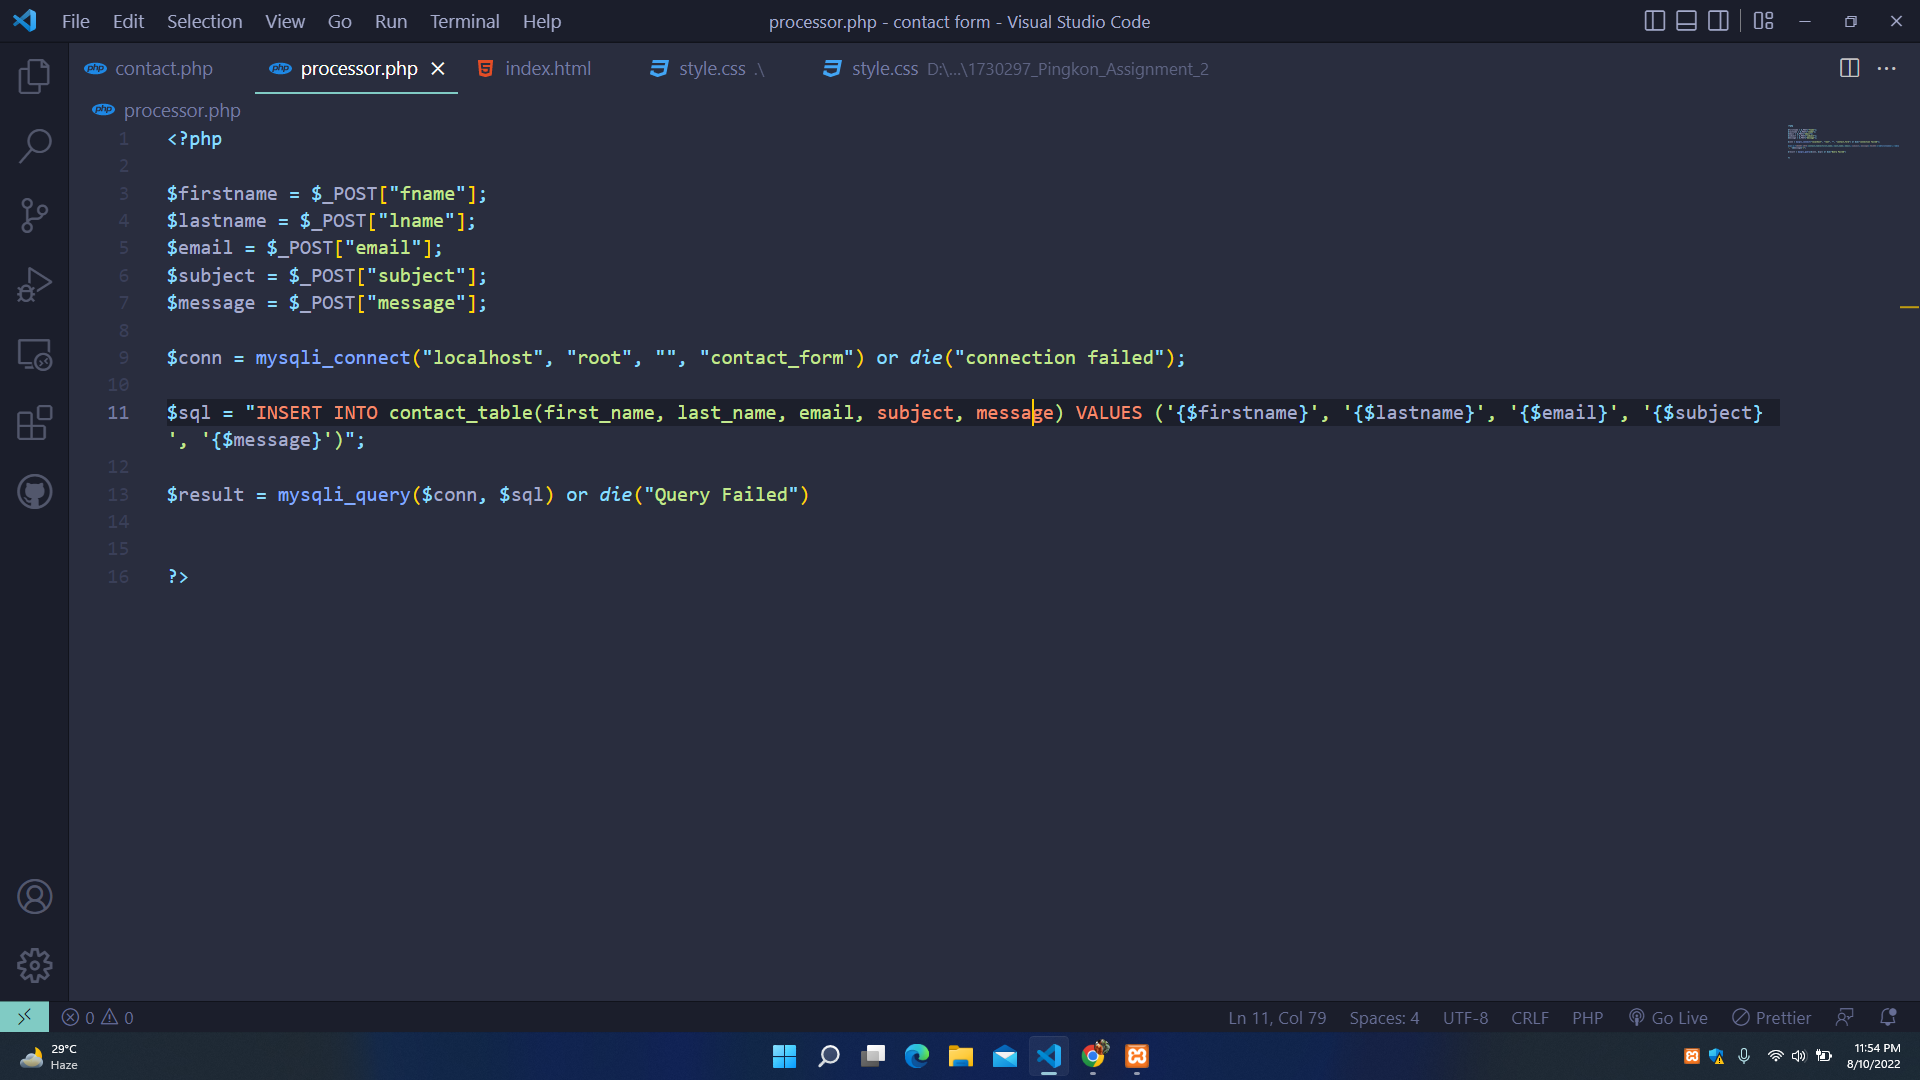 File Edit Selection View Go Run Terminal Help
processor.php - contact form - Visual Studio Code
contact.php
processor.php
index.html
style.css .\
style.css D:\...\1730297_Pingkon_Assignment_2
processor.php
1 <?php
2
3 $firstname = $_POST["fname"];
4 $lastname = $_POST["lname"];
5 $email = $_POST["email"];
6 $subject = $_POST["subject"];
7 $message = $_POST["message"];
8
9 $conn = mysqli_connect("localhost", "root", "", "contact_form") or die("connection failed");
10
11 $sql = "INSERT INTO contact_table(first_name, last_name, email, subject, message) VALUES ('{$firstname}', '{$lastname}', '{$email}', '{$subject}
', '{$message}')";
12
13 $result = mysqli_query($conn, $sql) or die("Query Failed")
14
15
16 ?>
0 0
Ln 11, Col 79 Spaces: 4 UTF-8 CRLF PHP Go Live Prettier
29°C
Haze
11:54 PM
8/10/2022